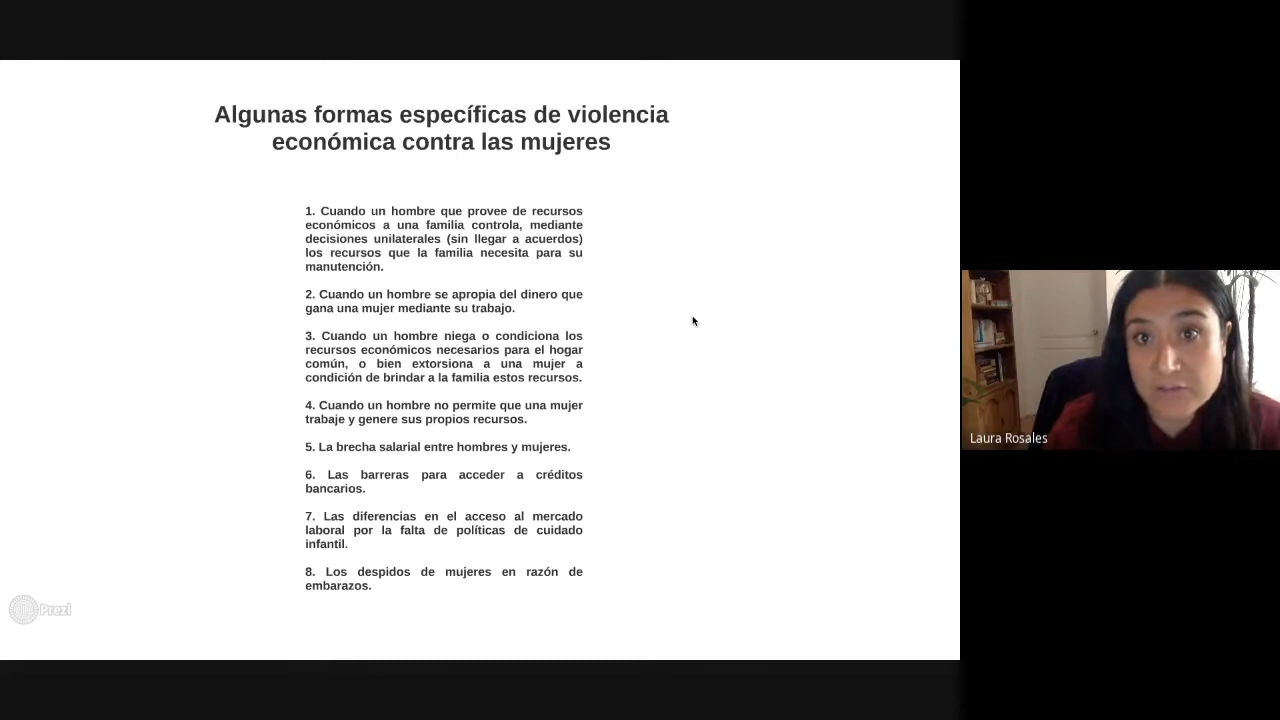 Algunas formas específicas de violencia
económica contra las mujeres
1. Cuando un hombre que provee de recursos
económicos a una familia controla, mediante
decisiones unilaterales (sin llegar a acuerdos)
los recursos que la familia necesita para su
manutención.
2. Cuando un hombre se apropia del dinero que
gana una mujer mediante su trabajo.
3. Cuando un hombre niega o condiciona los
recursos económicos necesarios para el hogar
común, o bien extorsiona a una mujer a
condición de brindar a la familia estos recursos.
4. Cuando un hombre no permite que una mujer
trabaje y genere sus propios recursos.
5. La brecha salarial entre hombres y mujeres.
6. Las barreras para acceder a créditos
bancarios.
7. Las diferencias en el acceso al mercado
laboral por la falta de políticas de cuidado
infantil.
8. Los despidos de mujeres en razón de
embarazos.
Prezi
Laura Rosales